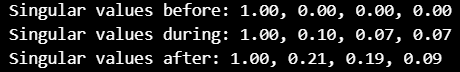 Singular values before: 1.00, 0.00, 0.00, 0.00
Singular values during: 1.00, 0.10, 0.07, 0.07
Singular values after: 1.00, 0.21, 0.19, 0.09